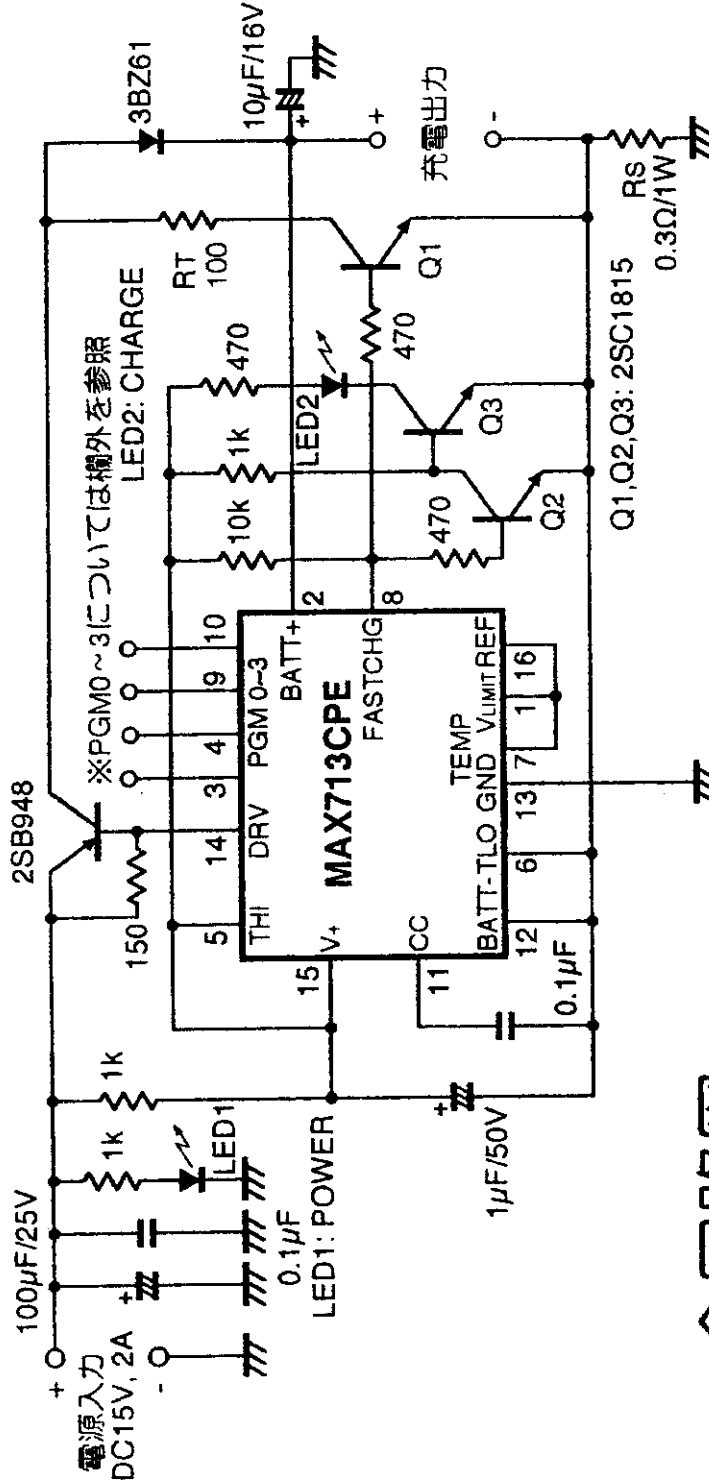 電源入力
DC15V, 2A
+
-
100μF/25V
+
0.1μF
1k
LED1
LED1: POWER
1k
+
1μF/50V
2SB948
150
※PGM0~3については欄外を参照
LED2: CHARGE
5
14
3
4
9
10
THI
DRV
PGM 0~3
15
V+
MAX713CPE
BATT+
2
FASTCHG
8
11
CC
0.1μF
BATT-
TLO
GND
TEMP
VLIMIT
REF
12
6
13
7
1
16
10k
1k
470
LED2
470
470
Q2
Q3
Q1
RT
100
Q1,Q2,Q3: 2SC1815
3BZ61
10μF/16V
+
+
充電出力
-
RS
0.3Ω/1W